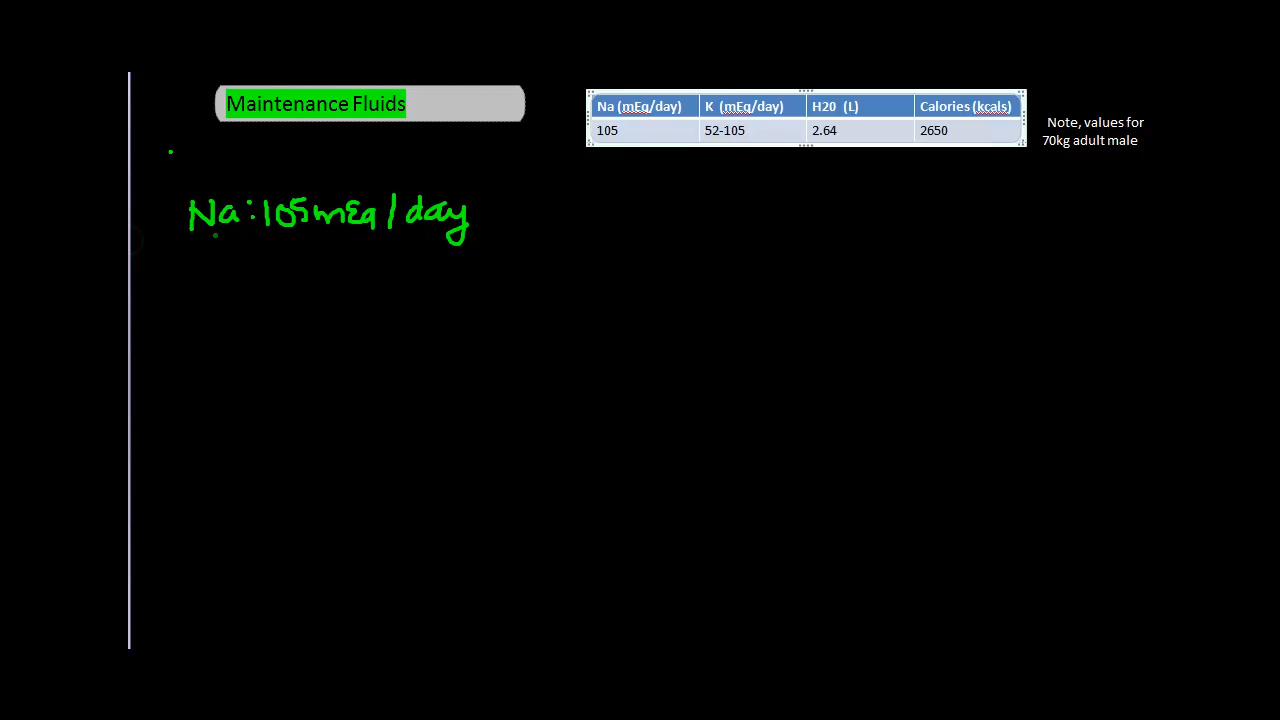 Maintenance Fluids
Na (mEq/day) K (mEq/day) H20 (L) Calories (kcals)
105 52-105 2.64 2650
Note, values for
70kg adult male
Na : 105 mEq / day